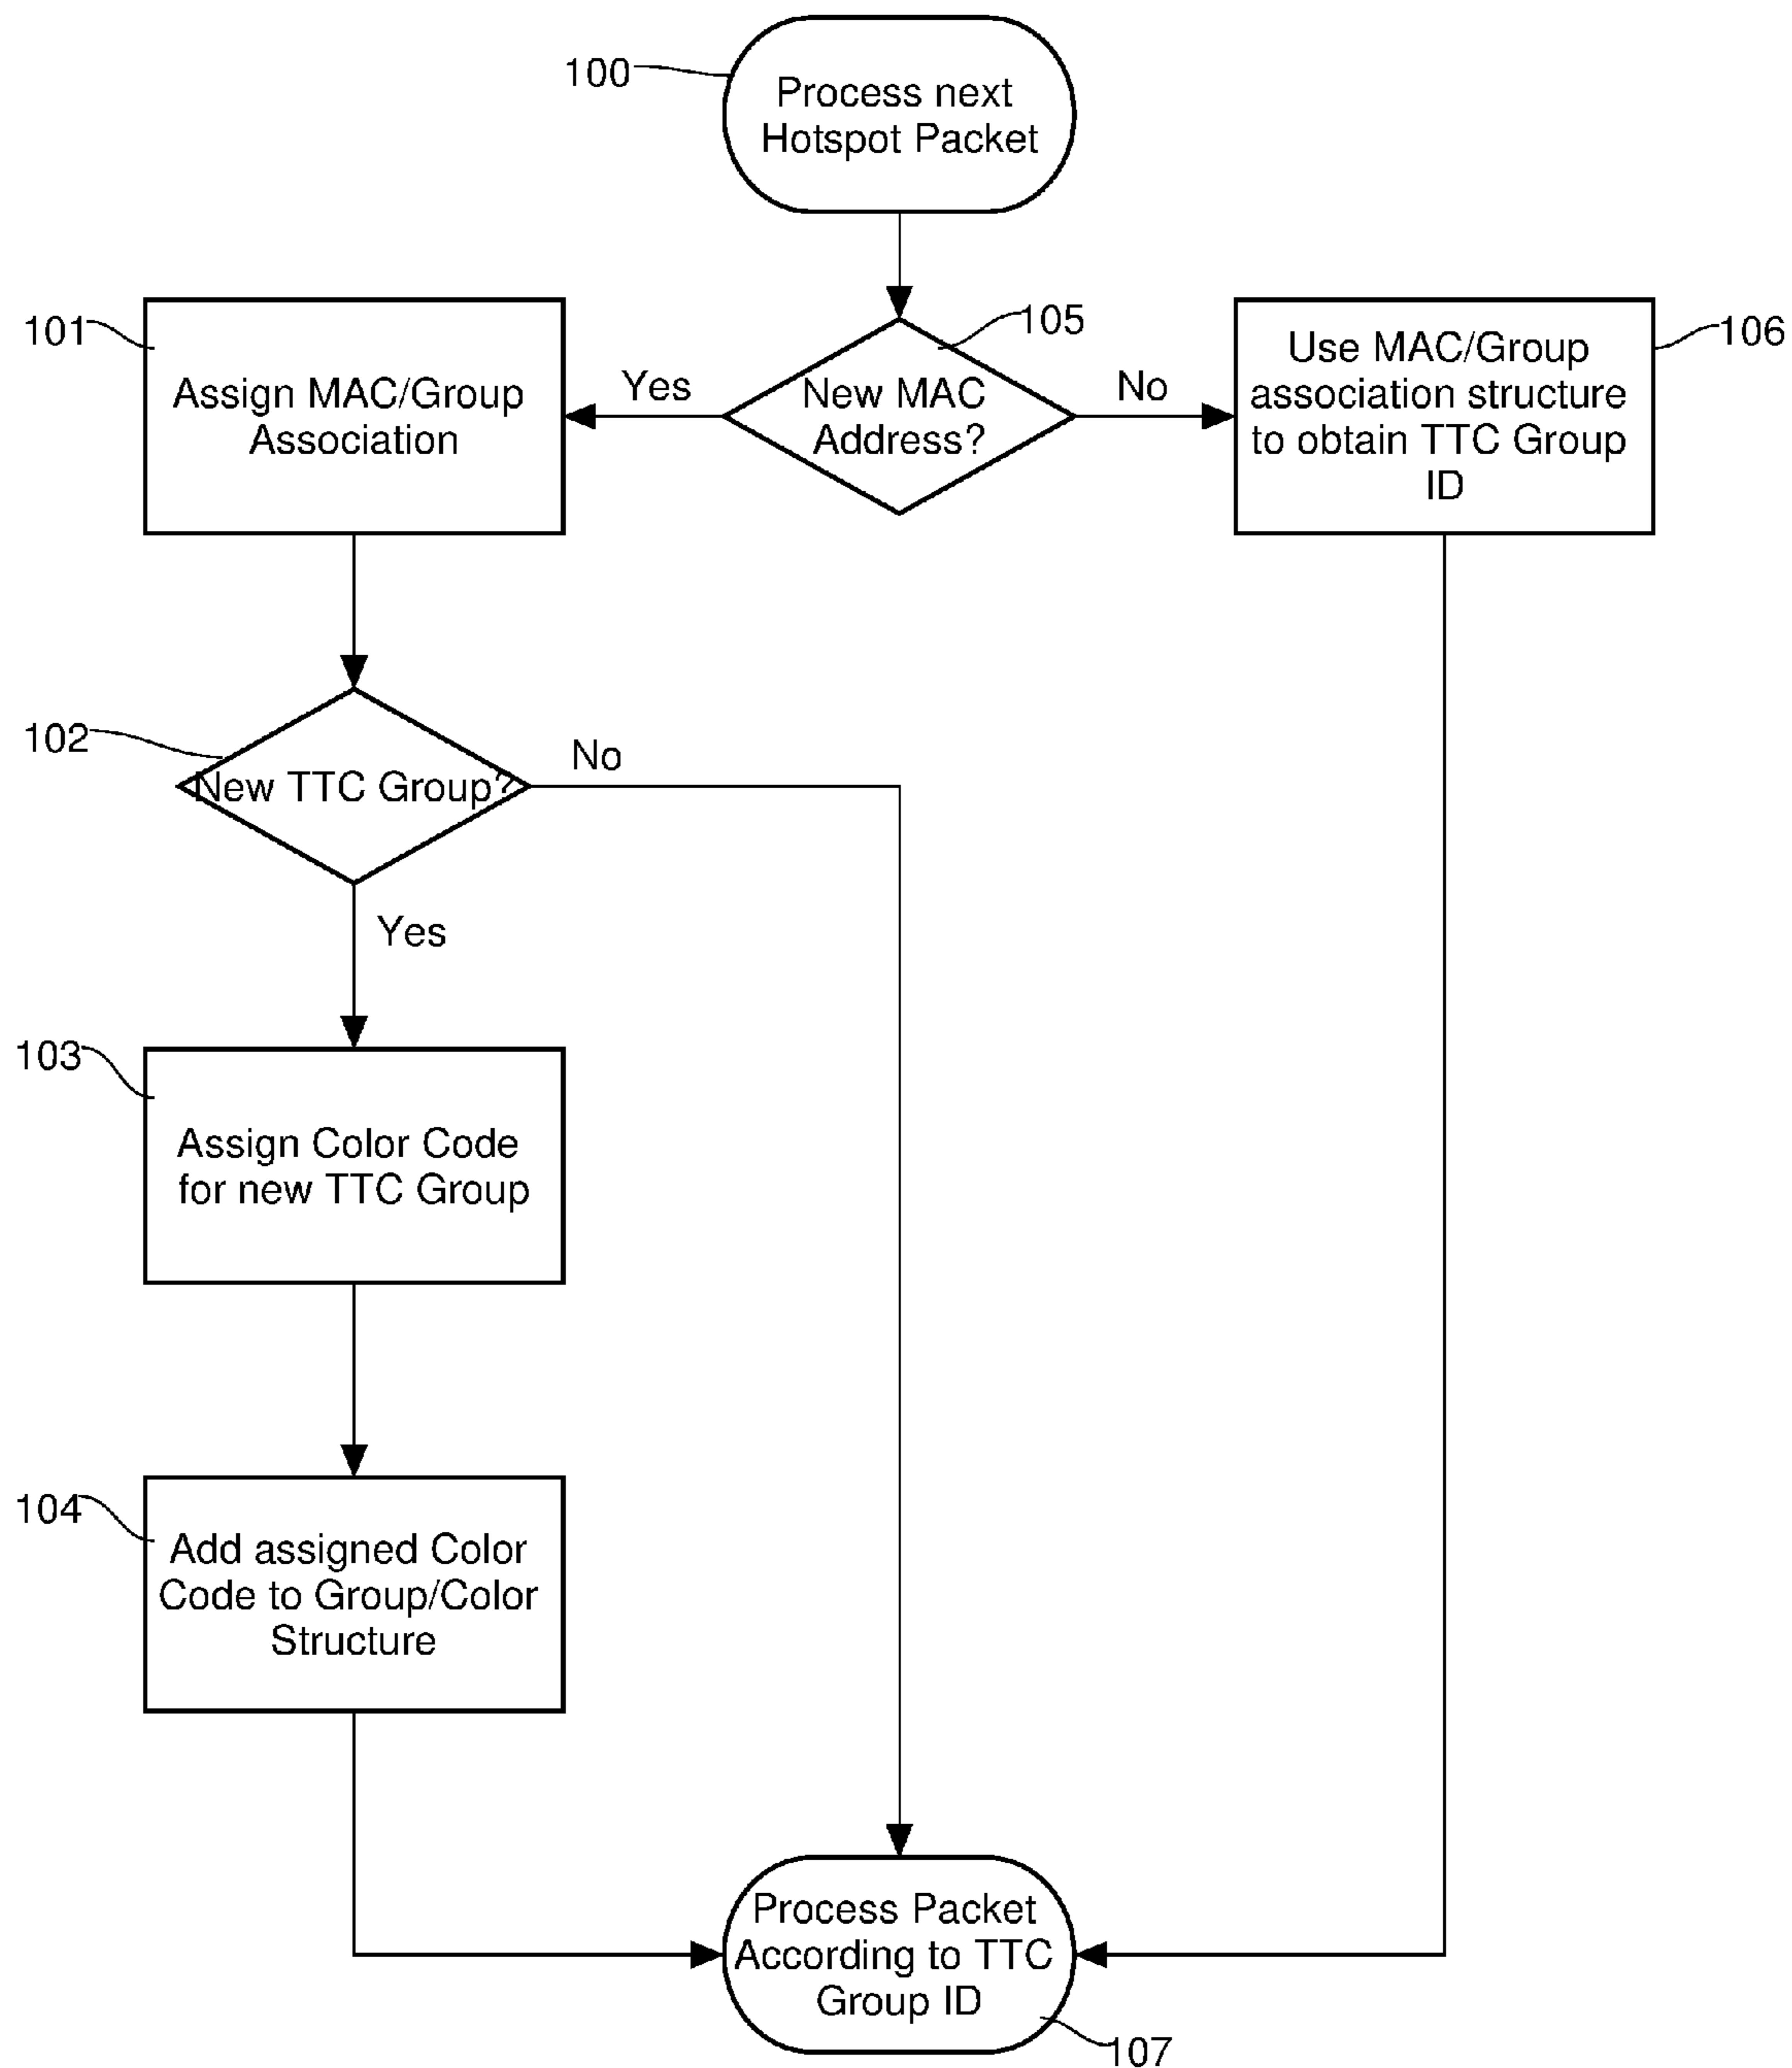 100
Process next
Hotspot Packet
101
Assign MAC/Group
Association
Yes
105
New MAC
Address?
No
106
Use MAC/Group
association structure
to obtain TTC Group
ID
102
New TTC Group?
No
Yes
103
Assign Color Code
for new TTC Group
104
Add assigned Color
Code to Group/Color
Structure
Process Packet
According to TTC
Group ID
107